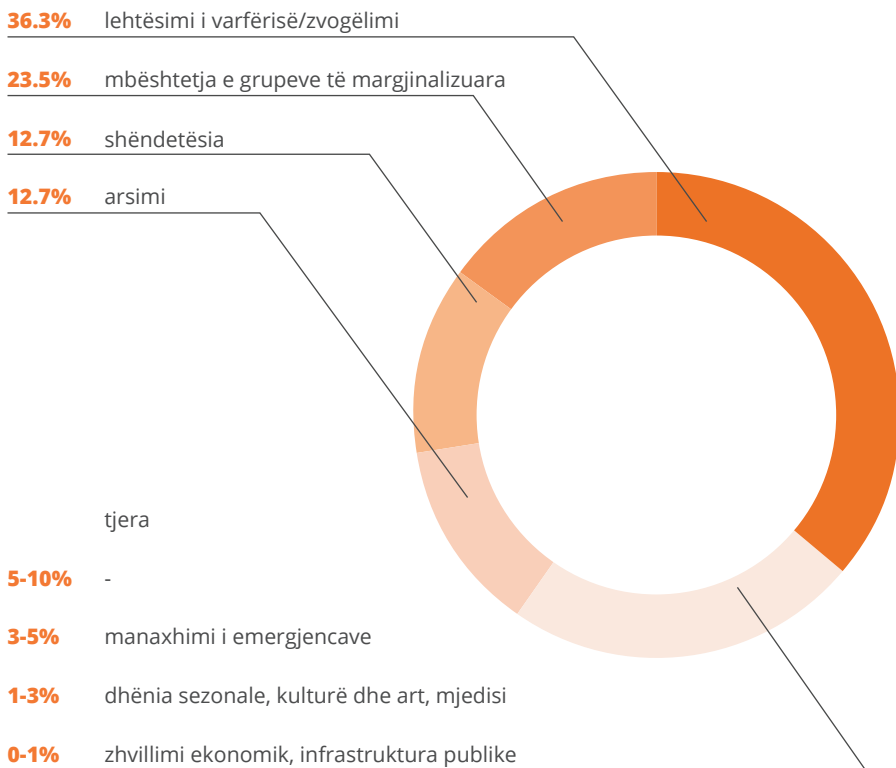 36.3% lehtësimi i varfërisë/zvogëlimi
23.5% mbështetja e grupeve të margjinalizuara
12.7% shëndetësia
12.7% arsimi
tjera
5-10% -
3-5% manaxhimi i emergjencave
1-3% dhënia sezonale, kulturë dhe art, mjedisi
0-1% zhvillimi ekonomik, infrastruktura publike